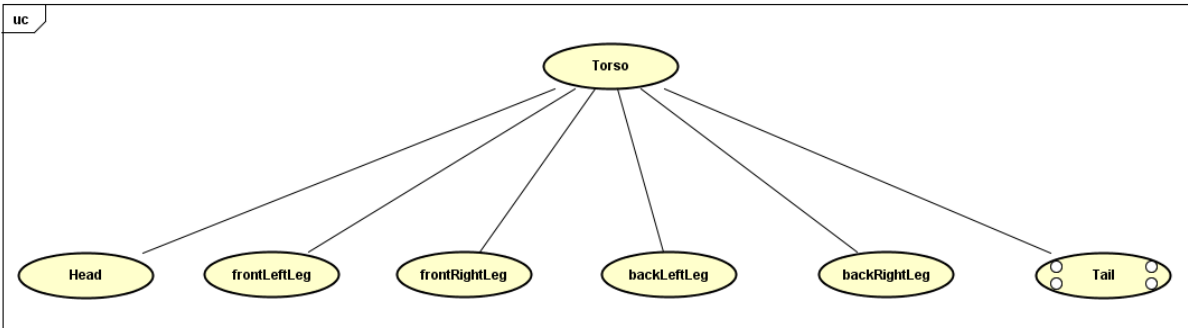 uc
Torso
Head
frontLeftLeg
frontRightLeg
backLeftLeg
backRightLeg
Tail